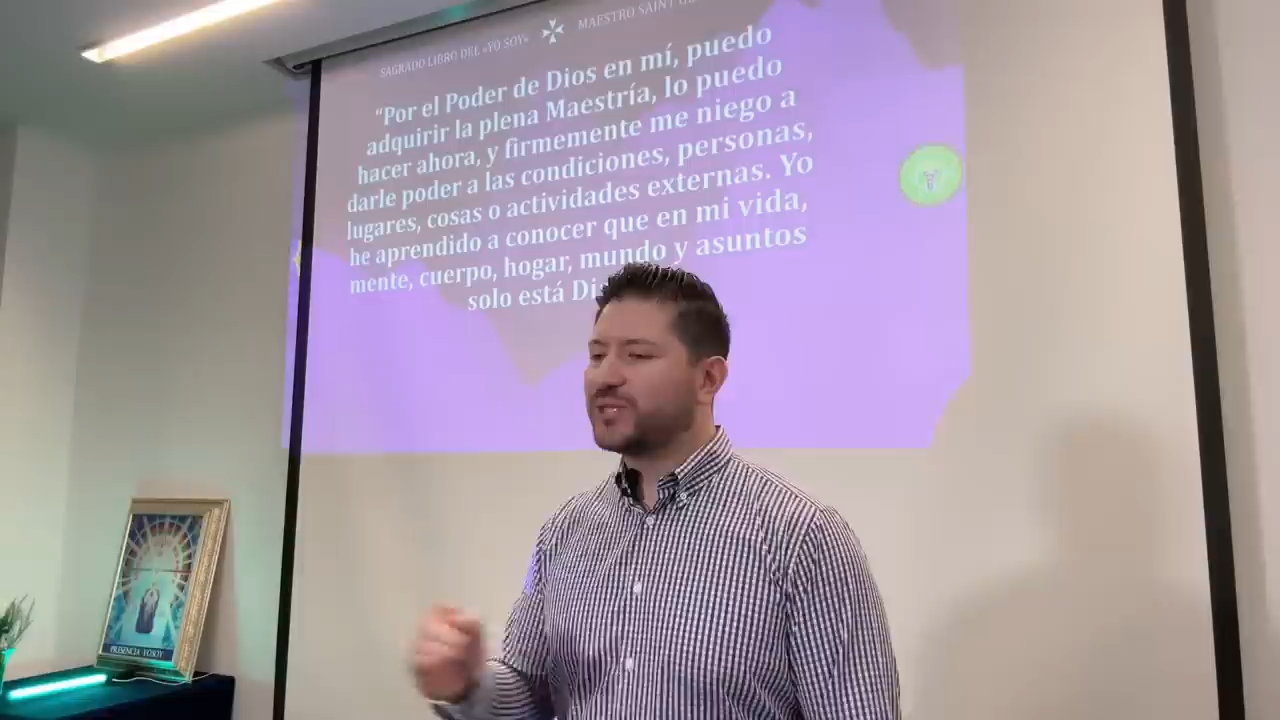 SAGRADO LIBRO DEL «YO SOY» MAESTRO SAINT
“Por el Poder de Dios en mí, puedo
adquirir la plena Maestría, lo puedo
hacer ahora, y firmemente me niego a
darle poder a las condiciones, personas,
lugares, cosas o actividades externas. Yo
he aprendido a conocer que en mi vida,
mente, cuerpo, hogar, mundo y asuntos
solo está
PRESENCIA YOSOY